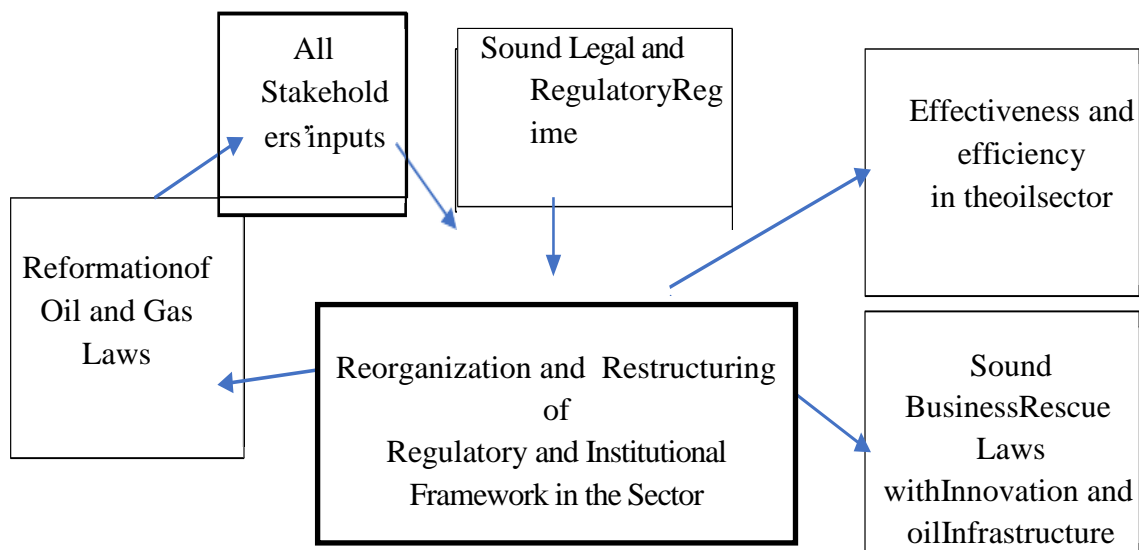 All
Stakehold
ers’inputs
Sound Legal and
RegulatoryReg
ime
Effectiveness and
efficiency
in theoilsector
Reformationof
Oil and Gas
Laws
Reorganization and Restructuring
of
Regulatory and Institutional
Framework in the Sector
Sound
BusinessRescue
Laws
withInnovation and
oilInfrastructure